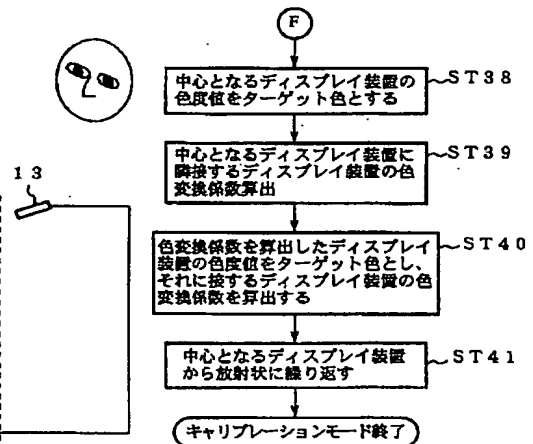 F
中心となるディスプレイ装置の
色度値をターゲット色とする
ST38
中心となるディスプレイ装置に
隣接するディスプレイ装置の色
変換係数算出
ST39
13
色変換係数を算出したディスプレイ
装置の色度値をターゲット色とし、
それに接するディスプレイ装置の色
変換係数を算出する
ST40
中心となるディスプレイ装置
から放射状に繰り返す
ST41
キャリブレーションモード終了